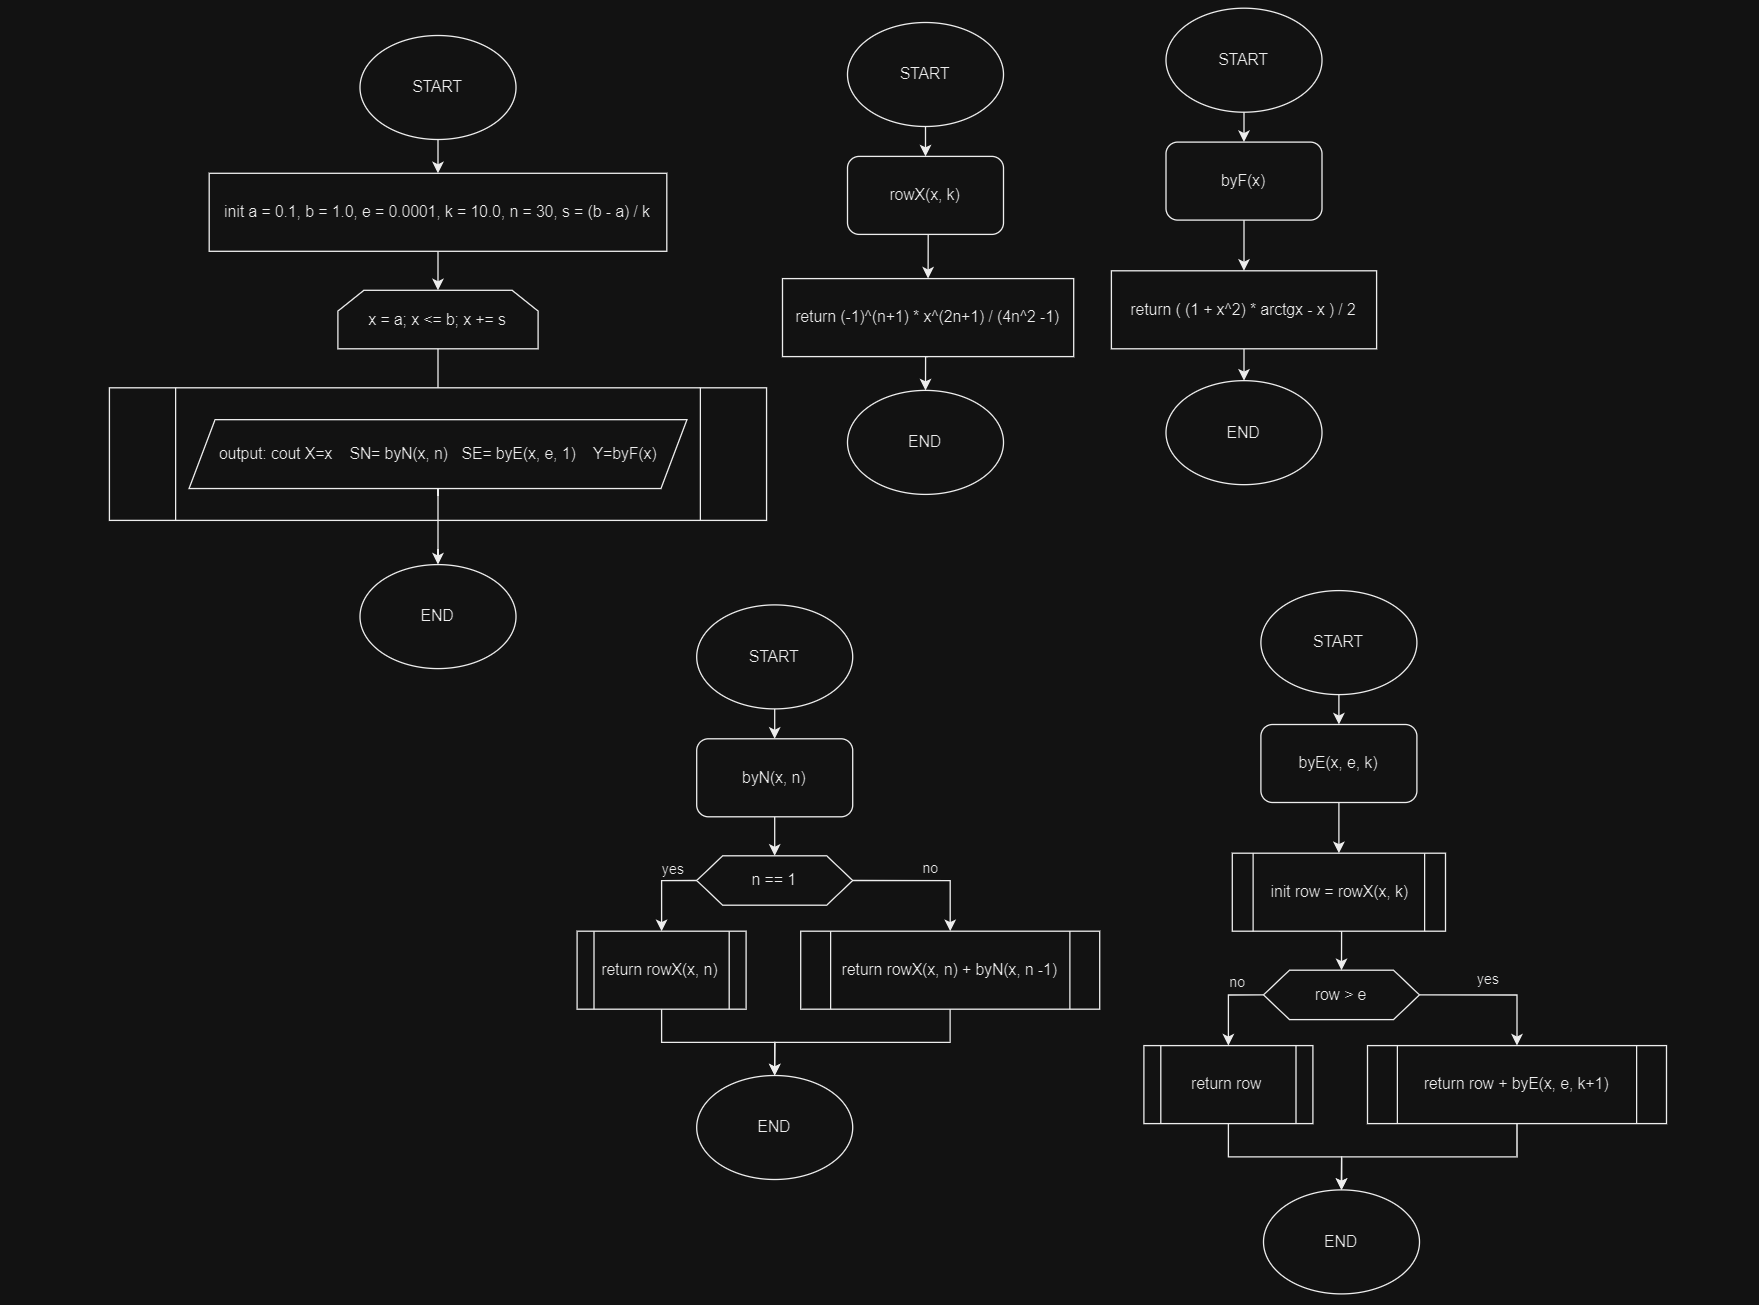 START
init a = 0.1, b = 1.0, e = 0.0001, k = 10.0, n = 30, s = (b - a) / k
x = a; x <= b; x += s
output: cout X=x    SN= byN(x, n)   SE= byE(x, e, 1)    Y=byF(x)
END
START
rowX(x, k)
return (-1)^(n+1) * x^(2n+1) / (4n^2 -1)
END
START
byF(x)
return ( (1 + x^2) * arctgx - x ) / 2
END
START
byN(x, n)
n == 1
yes
no
return rowX(x, n)
return rowX(x, n) + byN(x, n -1)
END
START
byE(x, e, k)
init row = rowX(x, k)
row > e
no
yes
return row
return row + byE(x, e, k+1)
END